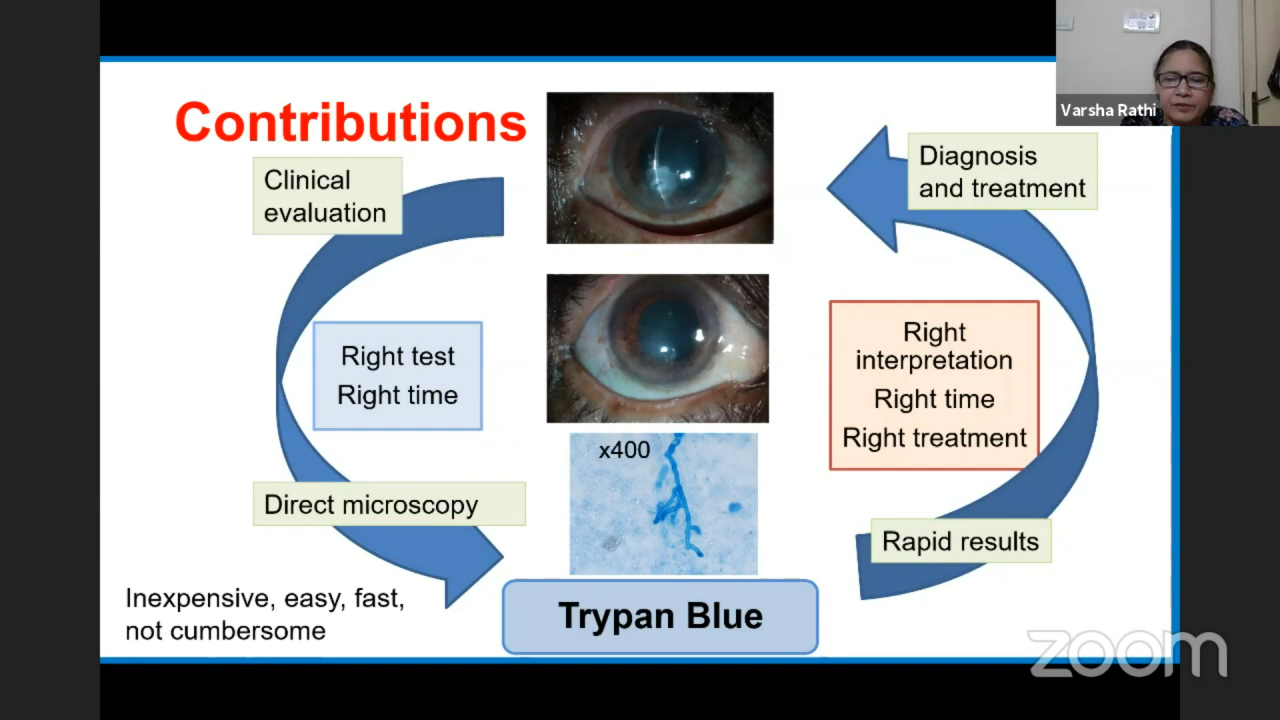 Varsha Rathi
Contributions
Clinical
evaluation
Diagnosis
and treatment
Right test
Right time
Right
interpretation
Right time
Right treatment
x400
Direct microscopy
Rapid results
Inexpensive, easy, fast,
not cumbersome
Trypan Blue
zoom